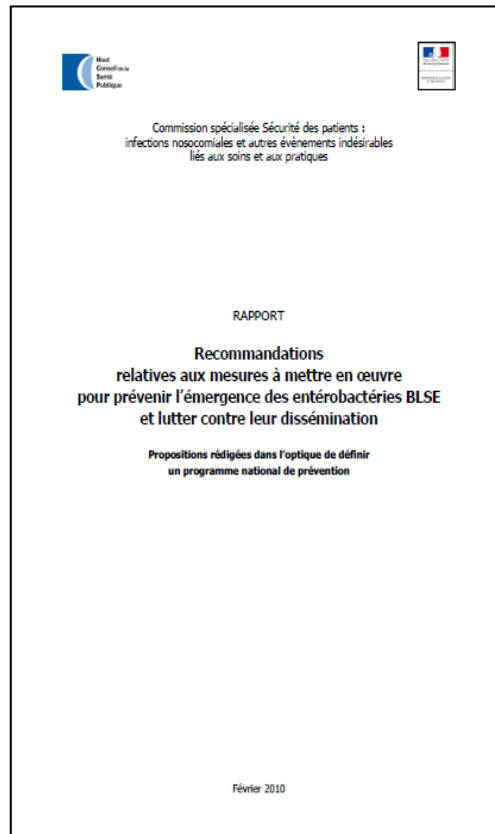 Haut
Conseil de la
Santé
Publique
Commission spécialisée Sécurité des patients :
infections nosocomiales et autres évènements indésirables
liés aux soins et aux pratiques
RAPPORT
Recommandations
relatives aux mesures à mettre en œuvre
pour prévenir l'émergence des entérobactéries BLSE
et lutter contre leur dissémination
Propositions rédigées dans l'optique de définir
un programme national de prévention
Février 2010